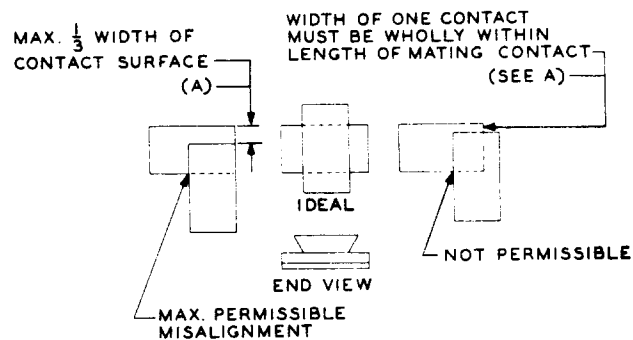 MAX. 1/3 WIDTH OF
CONTACT SURFACE
(A)
WIDTH OF ONE CONTACT
MUST BE WHOLLY WITHIN
LENGTH OF MATING CONTACT
(SEE A)
IDEAL
END VIEW
NOT PERMISSIBLE
MAX. PERMISSIBLE
MISALIGNMENT